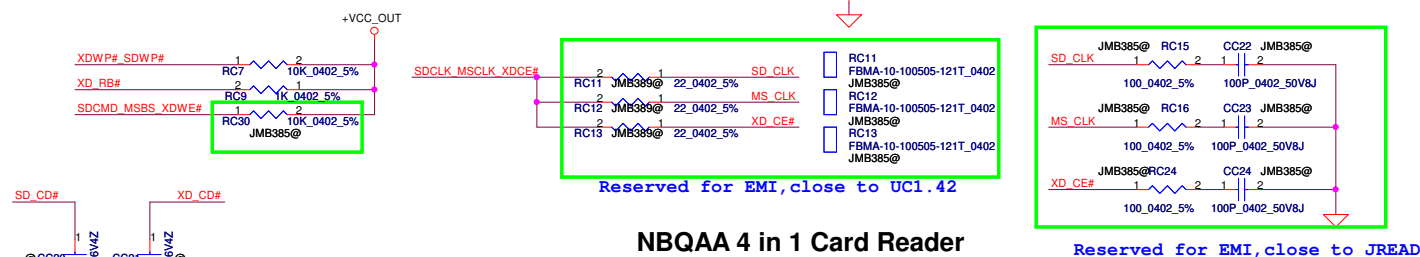 +VCC_OUT
XDWP#_SDWP#
1
2
RC7
10K_0402_5%
XD_RB#
2
1
RC9
1K_0402_5%
SDCMD_MSBS_XDWE#
1
2
RC30
10K_0402_5%
JMB385@
SD_CD#
XD_CD#
1
1
6V4Z
6V4Z
SDCLK_MSCLK_XDCE#
2
1
SD_CLK
RC11
JMB389@
22_0402_5%
2
1
MS_CLK
RC12
JMB389@
22_0402_5%
2
1
XD_CE#
RC13
JMB389@
22_0402_5%
RC11
FBMA-10-100505-121T_0402
JMB385@
RC12
FBMA-10-100505-121T_0402
JMB385@
RC13
FBMA-10-100505-121T_0402
JMB385@
Reserved for EMI,close to UC1.42
NBQAA 4 in 1 Card Reader
JMB385@ RC15 CC22 JMB385@
SD_CLK
1 2 1 2
100_0402_5% 100P_0402_50V8J
JMB385@ RC16 CC23 JMB385@
MS_CLK
1 2 1 2
100_0402_5% 100P_0402_50V8J
JMB385@RC24 CC24 JMB385@
XD_CE#
1 2 1 2
100_0402_5% 100P_0402_50V8J
Reserved for EMI,close to JREAD